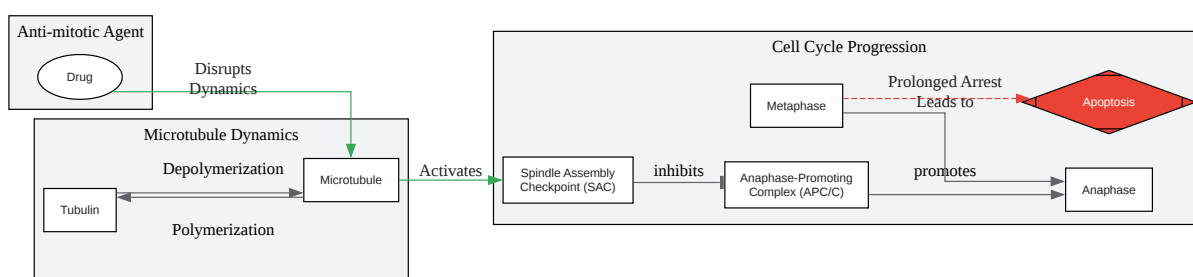 Anti-mitotic Agent
Drug
Disrupts
Dynamics
Microtubule Dynamics
Depolymerization
Microtubule
Tubulin
Polymerization
Activates
Cell Cycle Progression
Metaphase
Prolonged Arrest
Leads to
Apoptosis
Spindle Assembly
Checkpoint (SAC)
inhibits
Anaphase-Promoting
Complex (APC/C)
promotes
Anaphase